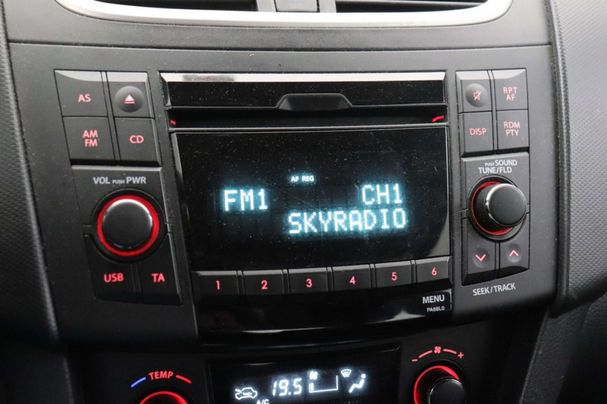 AS
RPT
AF
AM
FM
CD
DISP
RDM
PTY
VOL PUSH PWR
PUSH SOUND
TUNE/FLD
AF REG
FM1 CH1
SKYRADIO
USB TA
1 2 3 4 5 6
SEEK/TRACK
MENU
TEMP
A/C
19.5